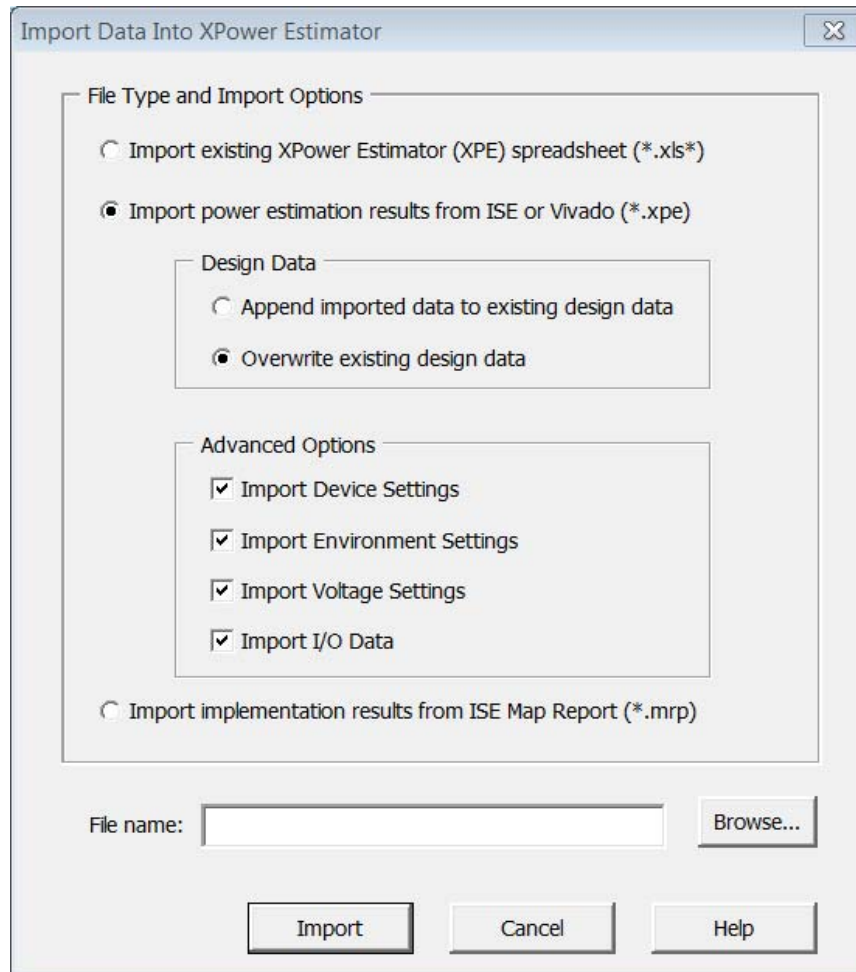 Import Data Into XPower Estimator
File Type and Import Options
Import existing XPower Estimator (XPE) spreadsheet (*.xls*)
Import power estimation results from ISE or Vivado (*.xpe)
Design Data
Append imported data to existing design data
Overwrite existing design data
Advanced Options
Import Device Settings
Import Environment Settings
Import Voltage Settings
Import I/O Data
Import implementation results from ISE Map Report (*.mrp)
File name: Browse...
Import Cancel Help